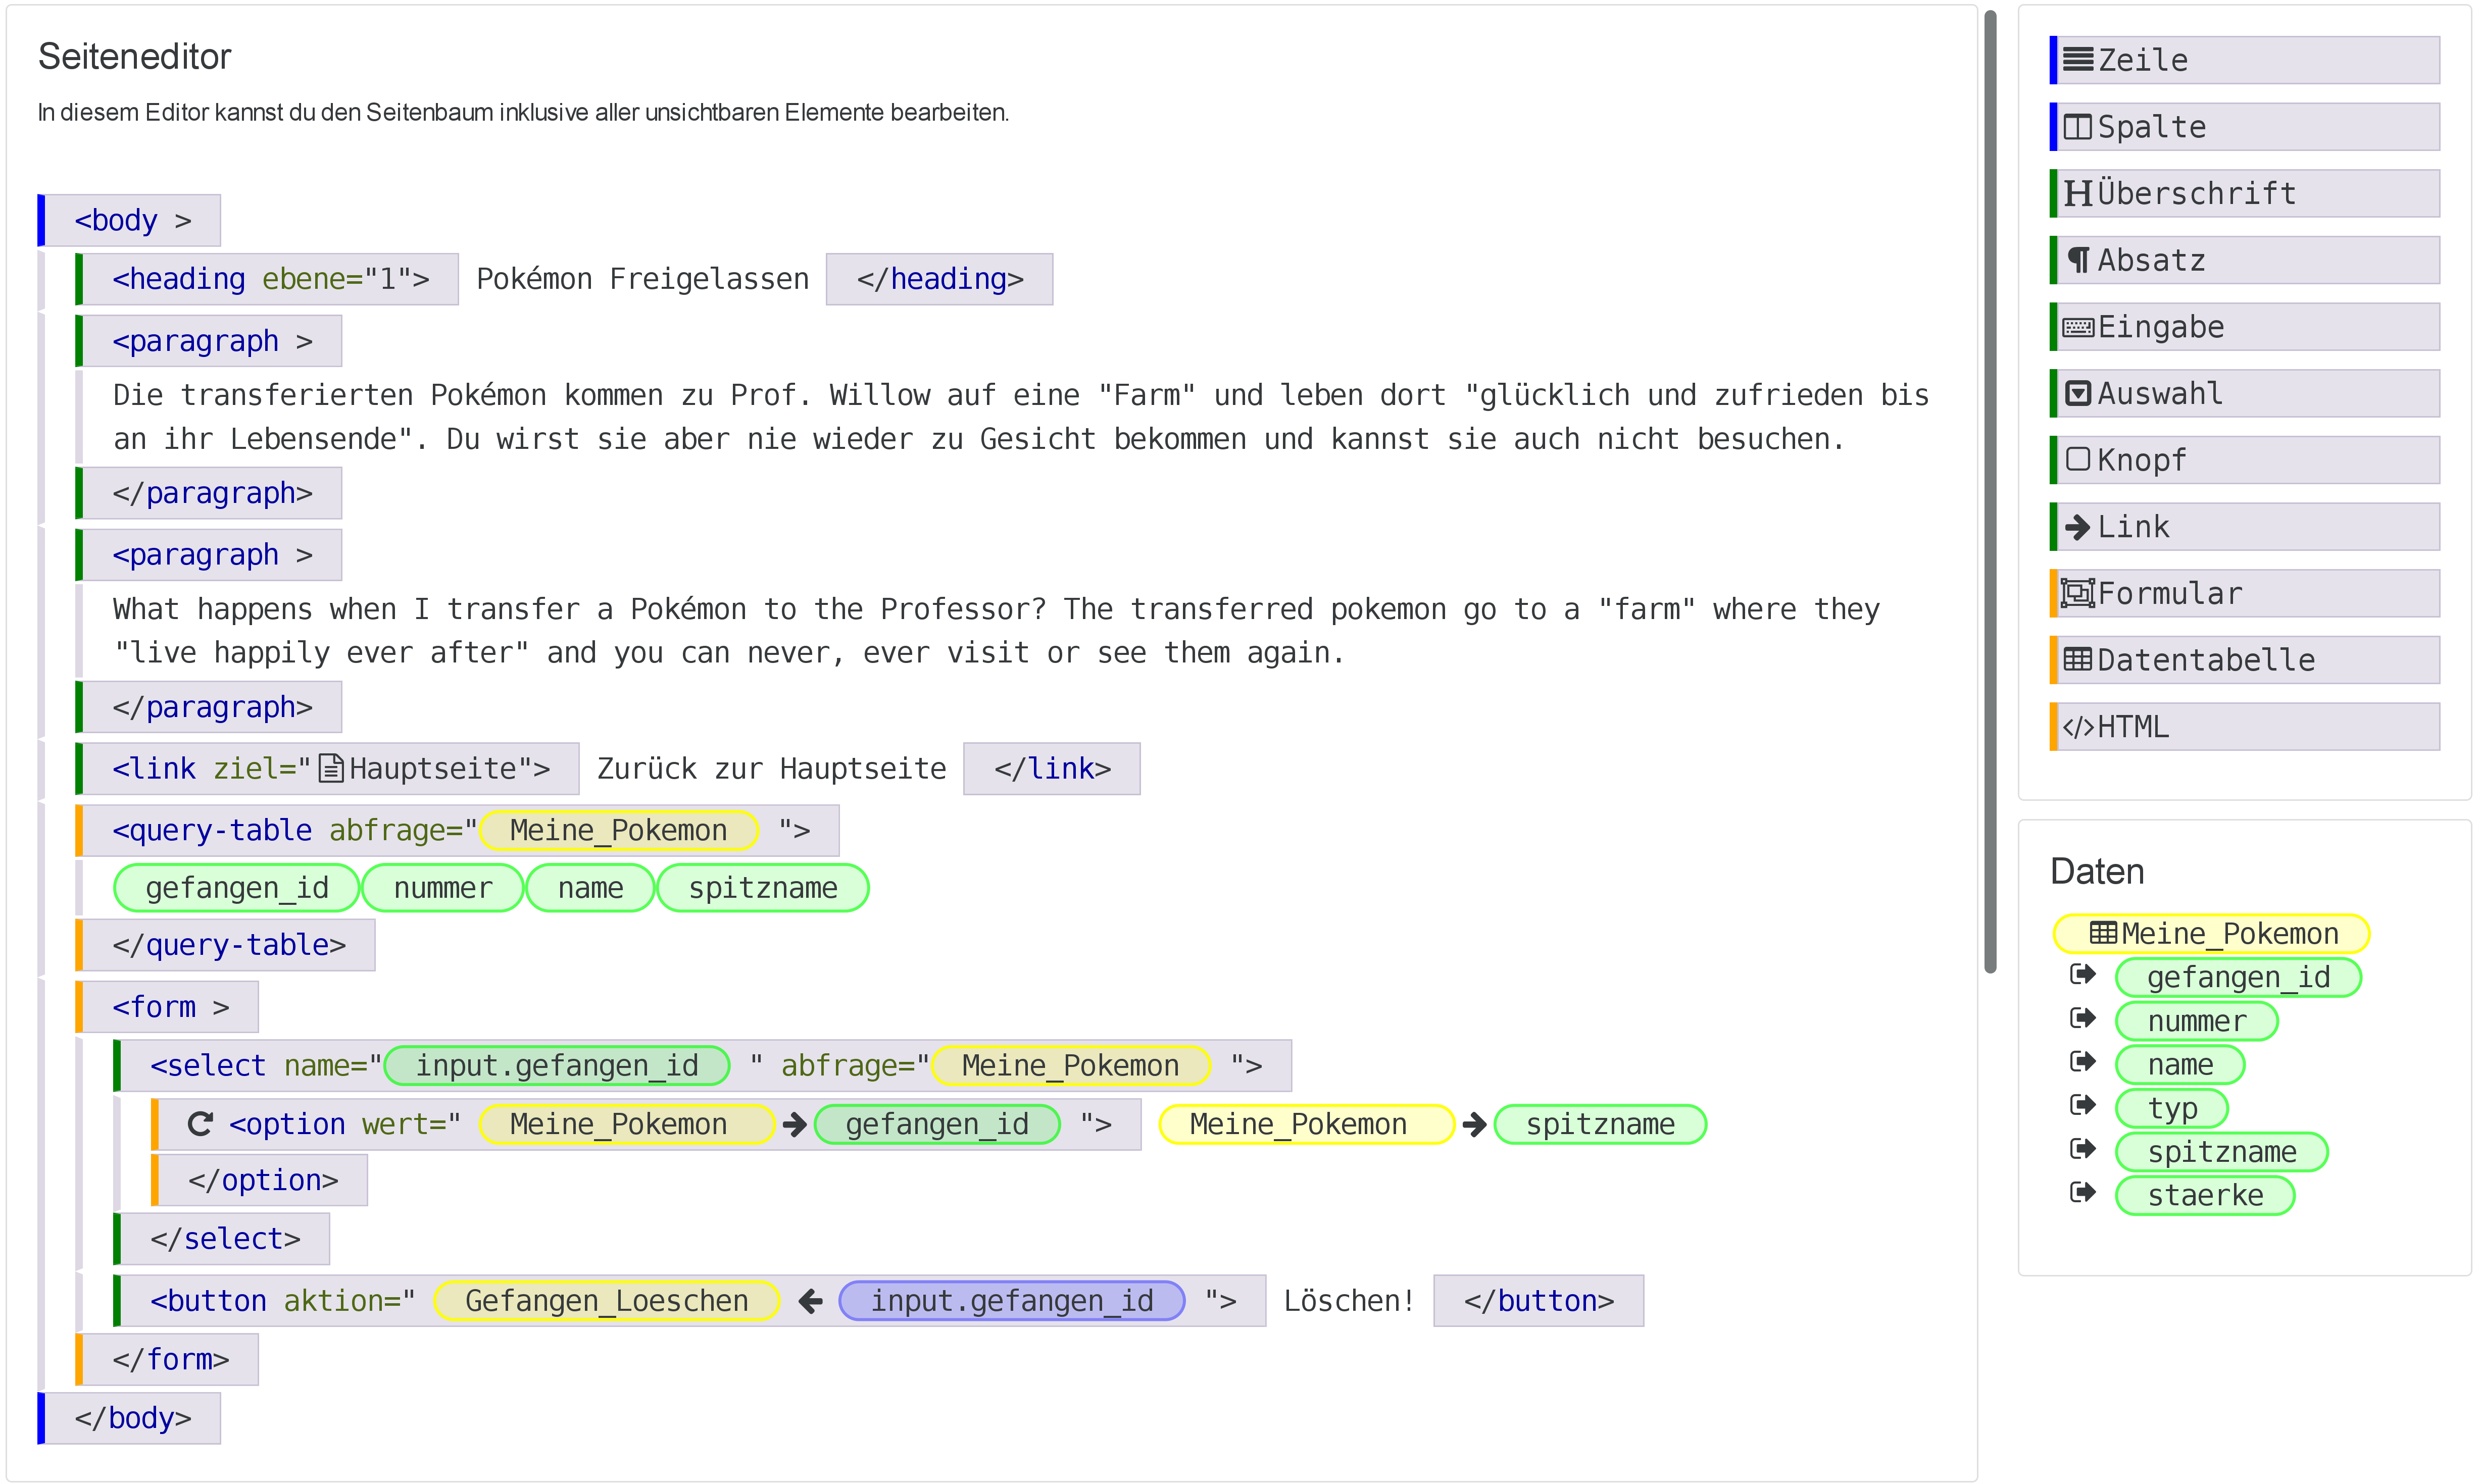 Seiteneditor
In diesem Editor kannst du den Seitenbaum inklusive aller unsichtbaren Elemente bearbeiten.
<body >
<heading ebene="1"> Pokémon Freigelassen </heading>
<paragraph >
Die transferierten Pokémon kommen zu Prof. Willow auf eine "Farm" und leben dort "glücklich und zufrieden bis
an ihr Lebensende". Du wirst sie aber nie wieder zu Gesicht bekommen und kannst sie auch nicht besuchen.
</paragraph>
<paragraph >
What happens when I transfer a Pokémon to the Professor? The transferred pokemon go to a "farm" where they
"live happily ever after" and you can never, ever visit or see them again.
</paragraph>
<link ziel="Hauptseite"> Zurück zur Hauptseite </link>
<query-table abfrage=" Meine_Pokemon ">
gefangen_id nummer name spitzname
</query-table>
<form >
<select name=" input.gefangen_id " abfrage=" Meine_Pokemon ">
<option wert=" Meine_Pokemon gefangen_id "> Meine_Pokemon spitzname
</option>
</select>
<button aktion=" Gefangen_Loeschen input.gefangen_id "> Löschen! </button>
</form>
</body>
Zeile
Spalte
Überschrift
Absatz
Eingabe
Auswahl
Knopf
Link
Formular
Datentabelle
HTML
Daten
Meine_Pokemon
gefangen_id
nummer
name
typ
spitzname
staerke